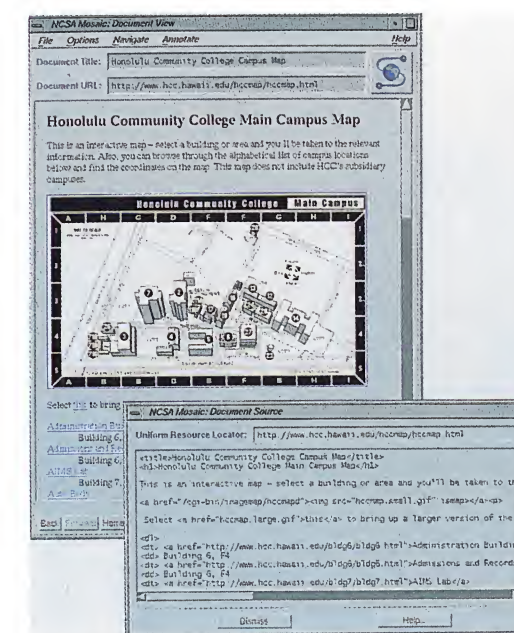 NCSA Mosaic: Document View
File Options Navigate Annotate Help
Document Title: Honolulu Community College Campus Map
Document URL: http://www.hcc.hawaii.edu/hccmap/hccmap.html
Honolulu Community College Main Campus Map
This is an interactive map – select a building or area and you'll be taken to the relevant
information. Also, you can browse through the alphabetical list of campus locations
below and find the coordinates on the map. This map does not include HCC's subsidiary
campuses.
Honolulu Community College Main Campus
Select this to bring
Building 6,
Building 6,
AIMS Lab
Building 7,
Auto Body
Back Forward Home
NCSA Mosaic: Document Source
Uniform Resource Locator: http://www.hcc.hawaii.edu/hccmap/hccmap.html
<title>Honolulu Community College Campus Map</title>
<h1>Honolulu Community College Main Campus Map</h1>
This is an interactive map – select a building or area and you'll be taken to th
<a href="/cgi-bin/imagemap/hccmapd"><img src="hccmap.small.gif" ismap></a><p>
Select <a href="hccmap.large.gif">this</a> to bring up a larger version of the
<dl>
<dt> <a href="http://www.hcc.hawaii.edu/bldg6/bldg6.html">Administration Buildin
<dd> Building 6, F4
<dt> <a href="http://www.hcc.hawaii.edu/bldg6/bldg6.html">Admissions and Record
<dd> Building 6, F4
<dt> <a href="http://www.hcc.hawaii.edu/bldg7/bldg7.html">AIMS Lab</a>
Dismiss Help...